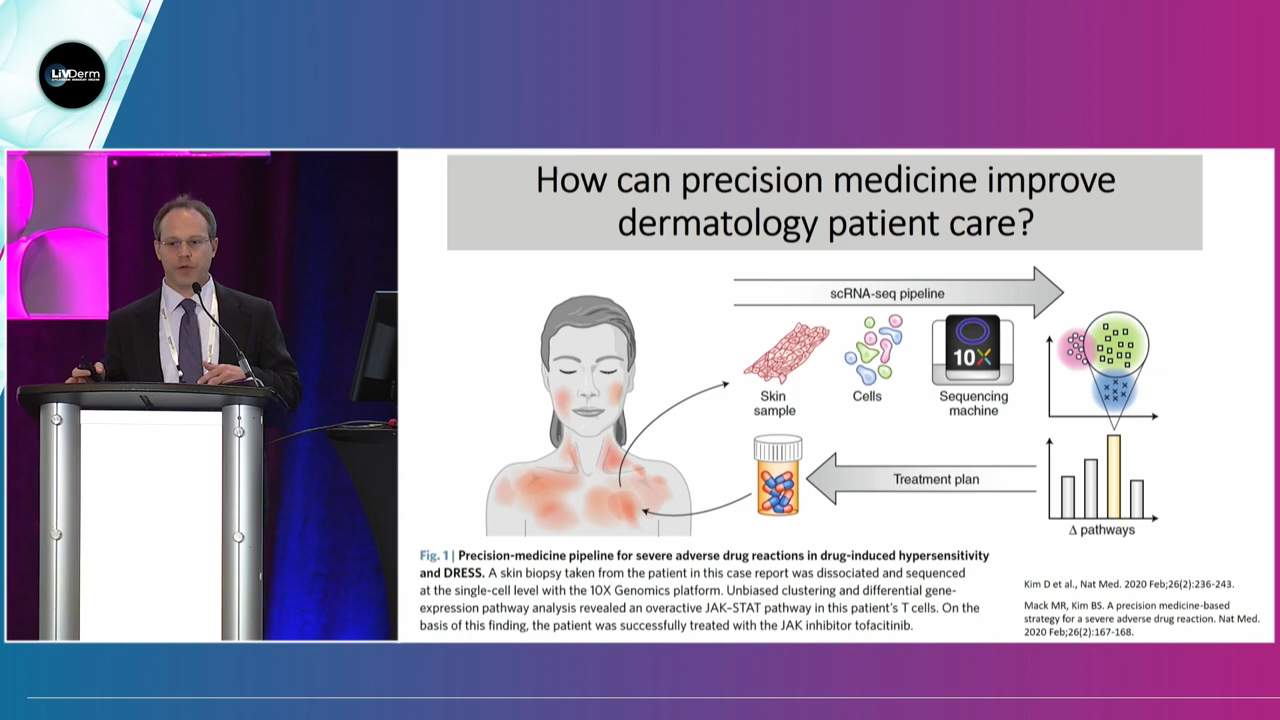 LiVDerm
How can precision medicine improve
dermatology patient care?
scRNA-seq pipeline
10X
Skin
sample
Cells
Sequencing
machine
Treatment plan
Δ pathways
Fig. 1 | Precision-medicine pipeline for severe adverse drug reactions in drug-induced hypersensitivity
and DRESS. A skin biopsy taken from the patient in this case report was dissociated and sequenced
at the single-cell level with the 10X Genomics platform. Unbiased clustering and differential gene-
expression pathway analysis revealed an overactive JAK–STAT pathway in this patient's T cells. On the
basis of this finding, the patient was successfully treated with the JAK inhibitor tofacitinib.
Kim D et al., Nat Med. 2020 Feb;26(2):236-243.
Mack MR, Kim BS. A precision medicine-based
strategy for a severe adverse drug reaction. Nat Med.
2020 Feb;26(2):167-168.